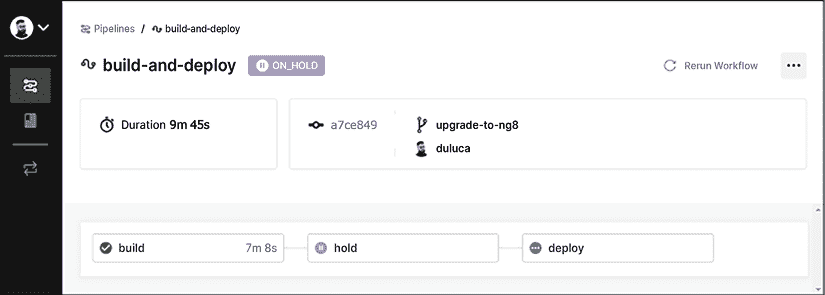 Pipelines / build-and-deploy
build-and-deploy ON_HOLD Rerun Workflow
Duration 9m 45s
a7ce849
upgrade-to-ng8
duluca
build 7m 8s hold deploy